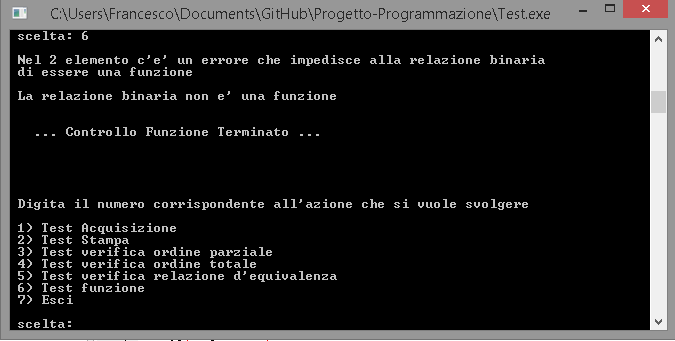 C:\Users\Francesco\Documents\GitHub\Progetto-Programmazione\Test.exe
scelta: 6
Nel 2 elemento c'e' un errore che impedisce alla relazione binaria
di essere una funzione
La relazione binaria non e' una funzione
... Controllo Funzione Terminato ...
Digita il numero corrispondente all'azione che si vuole svolgere
1) Test Acquisizione
2) Test Stampa
3) Test verifica ordine parziale
4) Test verifica ordine totale
5) Test verifica relazione d'equivalenza
6) Test funzione
7) Esci
scelta: